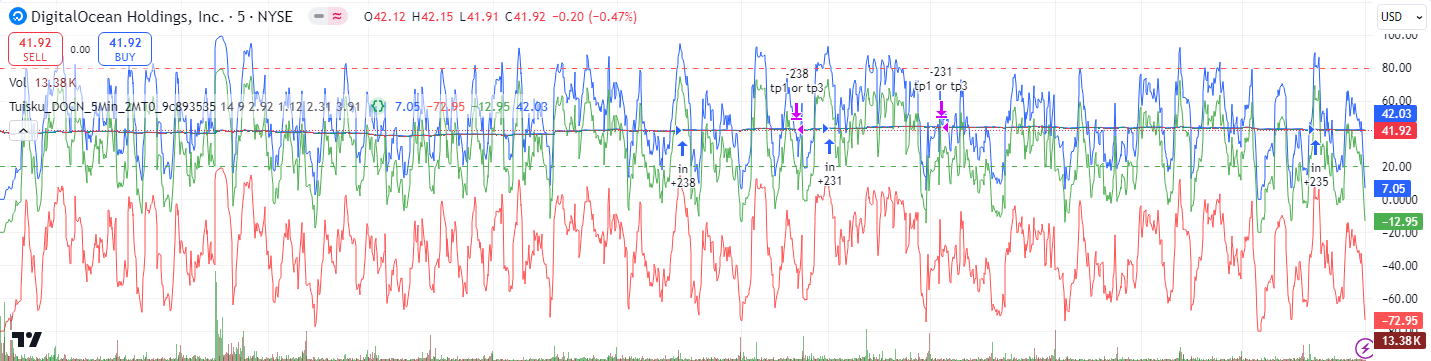 DigitalOcean Holdings, Inc. · 5 · NYSE O42.12 H42.15 L41.91 C41.92 −0.20 (−0.47%)
USD
41.92
SELL
0.00
41.92
BUY
Vol 13.38K
Tuisku_DOCN_5Min_2MT0_9c893535 14 9 2.92 1.12 2.31 3.91 7.05 −72.95 −12.95 42.03
-238
tp1 or tp3
-231
tp1 or tp3
in
+238
in
+231
in
+235
100.00
80.00
60.00
42.03
41.92
20.00
7.05
0.0000
−12.95
−20.00
−40.00
−60.00
−72.95
13.38K